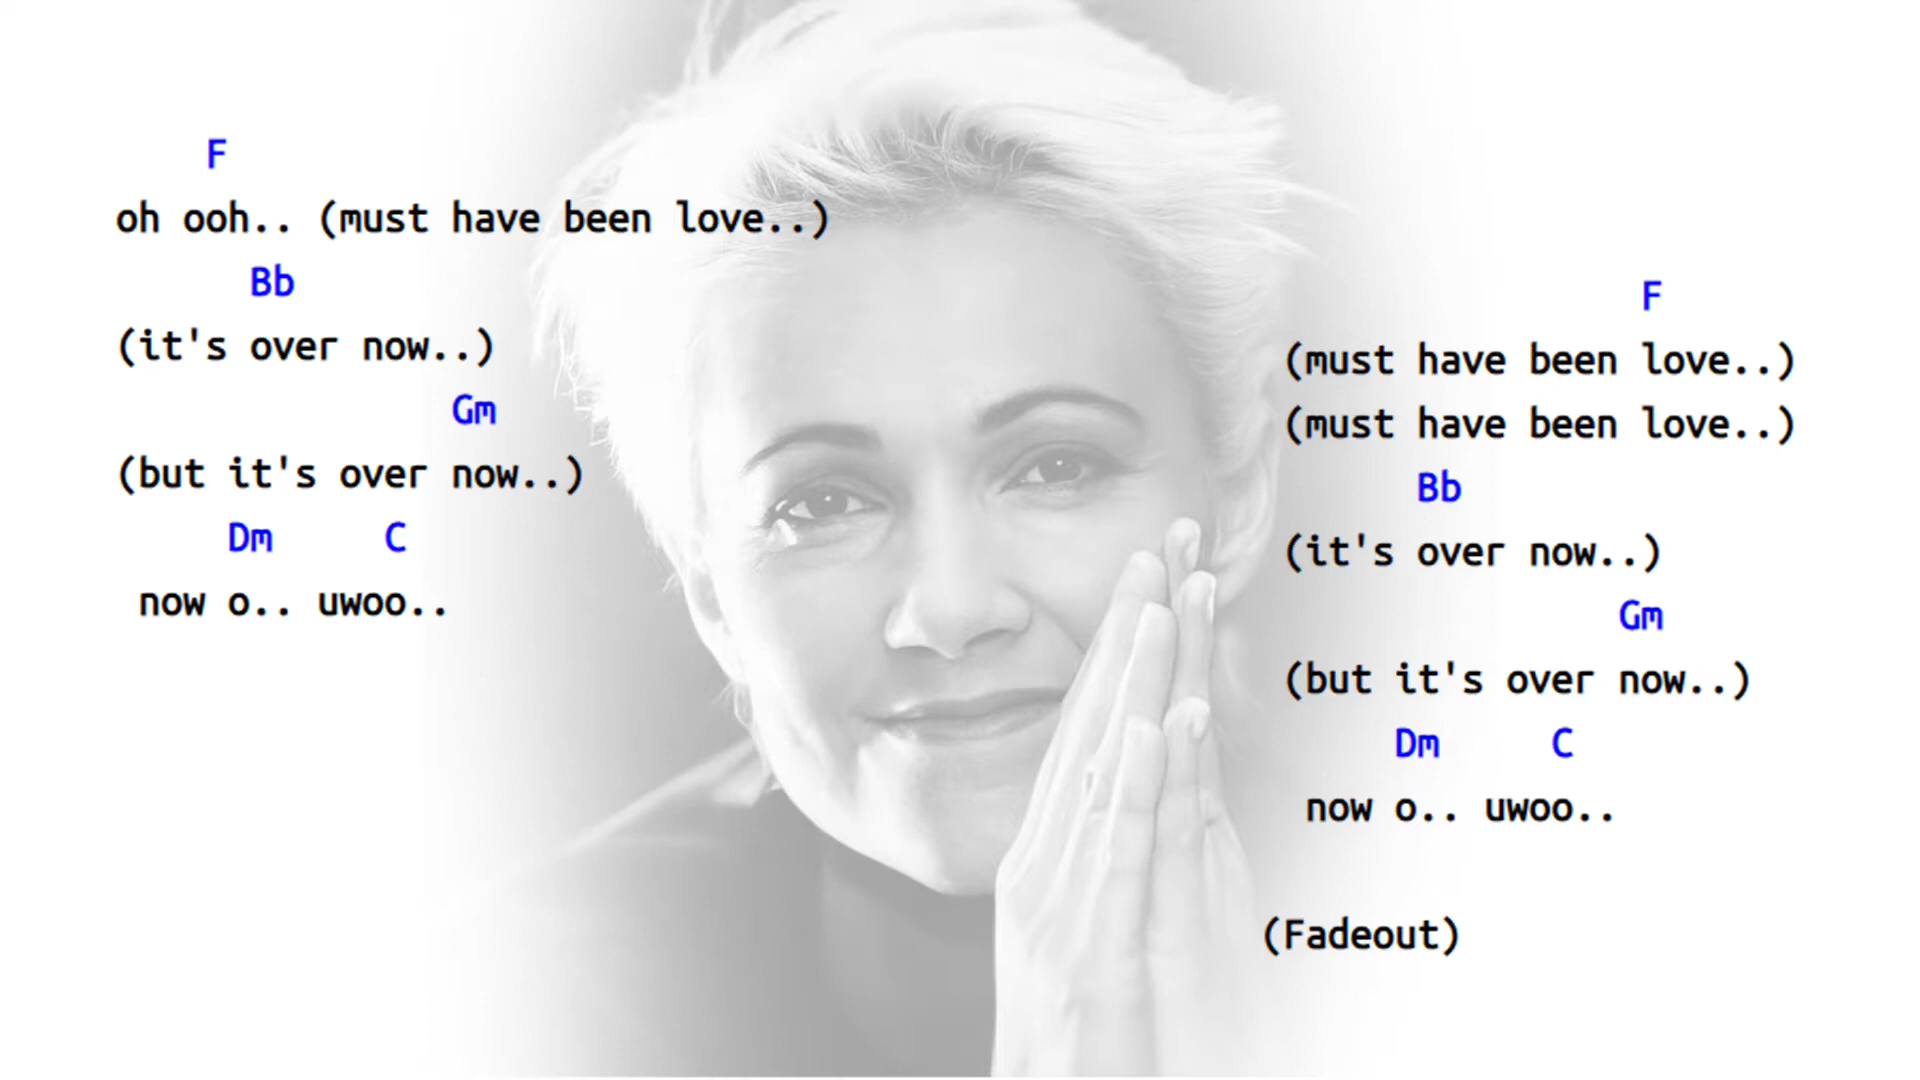 F
oh ooh.. (must have been love..)
Bb
(it's over now..)
Gm
(but it's over now..)
Dm C
now o.. uwoo..
F
(must have been love..)
(must have been love..)
Bb
(it's over now..)
Gm
(but it's over now..)
Dm C
now o.. uwoo..
(Fadeout)